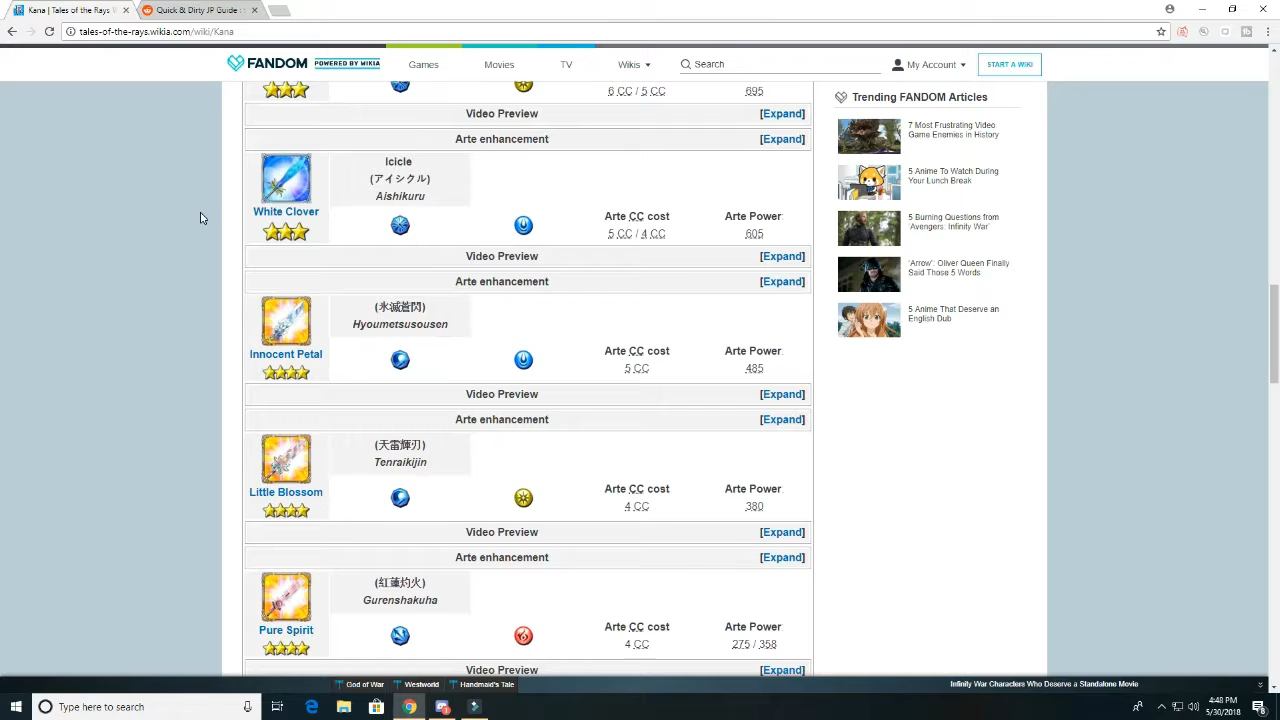 Kana | Tales of the Rays W
Quick & Dirty JP Guide :
tales-of-the-rays.wikia.com/wiki/Kana
FANDOM POWERED BY WIKIA
Games
Movies
TV
Wikis
Search
My Account
START A WIKI
6 CC / 5 CC
695
Video Preview
[Expand]
Arte enhancement
[Expand]
White Clover
Icicle
(アイシクル)
Aishikuru
Arte CC cost
5 CC / 4 CC
Arte Power
605
Video Preview
[Expand]
Arte enhancement
[Expand]
Innocent Petal
(氷滅蒼閃)
Hyoumetsusousen
Arte CC cost
5 CC
Arte Power
485
Video Preview
[Expand]
Arte enhancement
[Expand]
Little Blossom
(天雷輝刃)
Tenraikijin
Arte CC cost
4 CC
Arte Power
380
Video Preview
[Expand]
Arte enhancement
[Expand]
Pure Spirit
(紅蓮灼火)
Gurenshakuha
Arte CC cost
4 CC
Arte Power
275 / 358
Video Preview
[Expand]
Trending FANDOM Articles
7 Most Frustrating Video
Game Enemies in History
5 Anime To Watch During
Your Lunch Break
5 Burning Questions from
'Avengers: Infinity War'
'Arrow': Oliver Queen Finally
Said Those 5 Words
5 Anime That Deserve an
English Dub
God of War
Westworld
Handmaid's Tale
Infinity War Characters Who Deserve a Standalone Movie
Type here to search
4:48 PM
5/30/2018